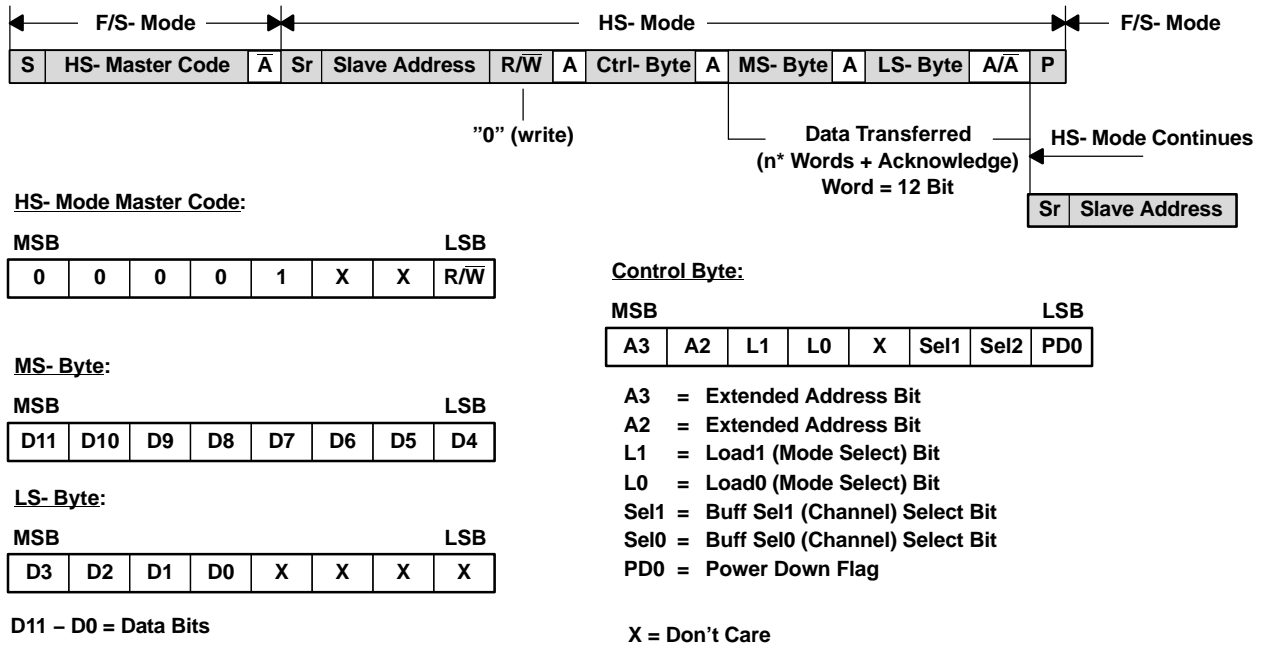 F/S- Mode HS- Mode F/S- Mode
S HS- Master Code A̅ Sr Slave Address R/W̅ A Ctrl- Byte A MS- Byte A LS- Byte A/A̅ P
”0” (write)
Data Transferred
(n* Words + Acknowledge)
Word = 12 Bit
HS- Mode Continues
Sr Slave Address
HS- Mode Master Code:
MSB LSB
0 0 0 0 1 X X R/W̅
MS- Byte:
MSB LSB
D11 D10 D9 D8 D7 D6 D5 D4
LS- Byte:
MSB LSB
D3 D2 D1 D0 X X X X
D11 – D0 = Data Bits
Control Byte:
MSB LSB
A3 A2 L1 L0 X Sel1 Sel2 PD0
A3 = Extended Address Bit
A2 = Extended Address Bit
L1 = Load1 (Mode Select) Bit
L0 = Load0 (Mode Select) Bit
Sel1 = Buff Sel1 (Channel) Select Bit
Sel0 = Buff Sel0 (Channel) Select Bit
PD0 = Power Down Flag
X = Don’t Care